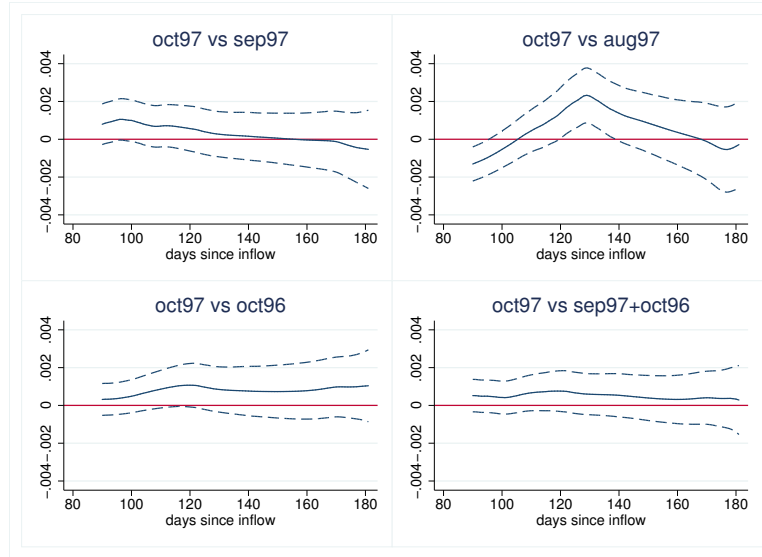 oct97 vs sep97
.004
.002
0
-.002
-.004
80 100 120 140 160 180
days since inflow
oct97 vs aug97
.004
.002
0
-.002
-.004
80 100 120 140 160 180
days since inflow
oct97 vs oct96
.004
.002
0
-.002
-.004
80 100 120 140 160 180
days since inflow
oct97 vs sep97+oct96
.004
.002
0
-.002
-.004
80 100 120 140 160 180
days since inflow